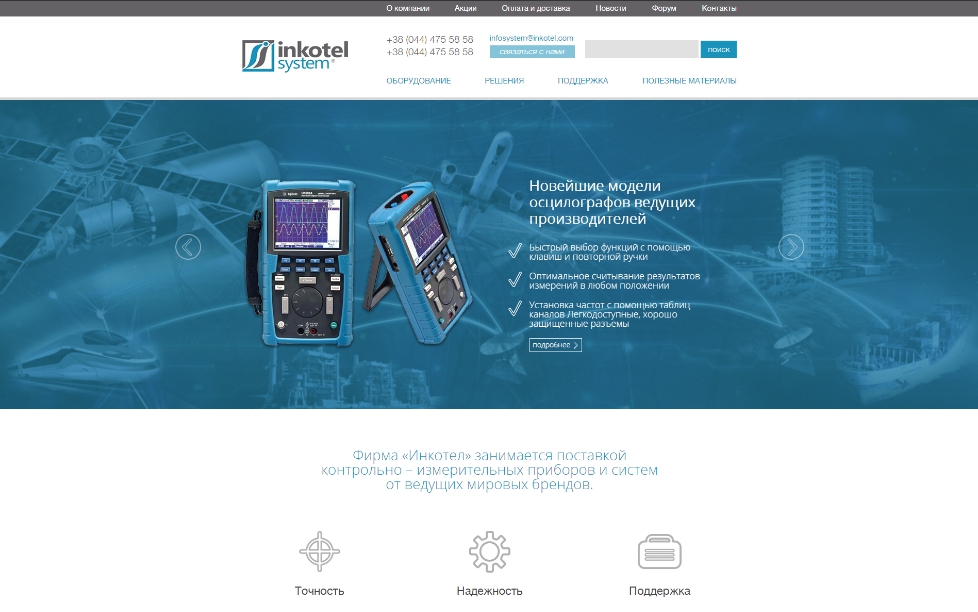 О компании Акции Оплата и доставка Новости Форум Контакты
inkotel
system®
+38 (044) 475 58 58
+38 (044) 475 58 58
infosystem@inkotel.com
связаться с нами
поиск
ОБОРУДОВАНИЕ РЕШЕНИЯ ПОДДЕРЖКА ПОЛЕЗНЫЕ МАТЕРИАЛЫ
Новейшие модели
осцилографов ведущих
производителей
Быстрый выбор функций с помощью
клавиш и повторной ручки
Оптимальное считывание результатов
измерений в любом положении
Установка частот с помощью таблиц
каналов Легкодоступные, хорошо
защищенные разъемы
подробнее
Фирма «Инкотел» занимается поставкой
контрольно – измерительных приборов и систем
от ведущих мировых брендов.
Точность Надежность Поддержка